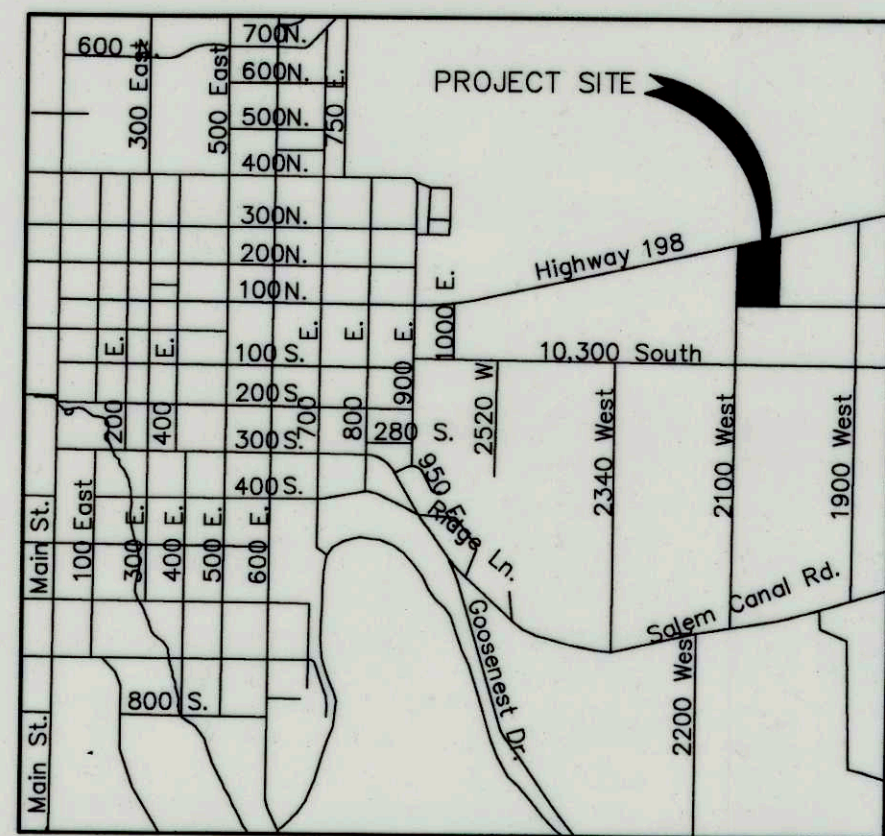 700N.
600
600N.
300 East
500 East
750 E.
PROJECT SITE
500N.
400N.
300N.
200N.
Highway 198
100N.
1000 E.
E.
E.
E.
E.
E.
100 S.
10,300 South
200 S.
200
400
700
800
900
2520 W
300 S.
280 S.
2340 West
2100 West
1900 West
400 S.
950 E.
Ridge Ln.
Main St.
100 East
300 E.
400 E.
500 E.
600 E.
Goosenest Dr.
Salem Canal Rd.
2200 West
800 S.
Main St.